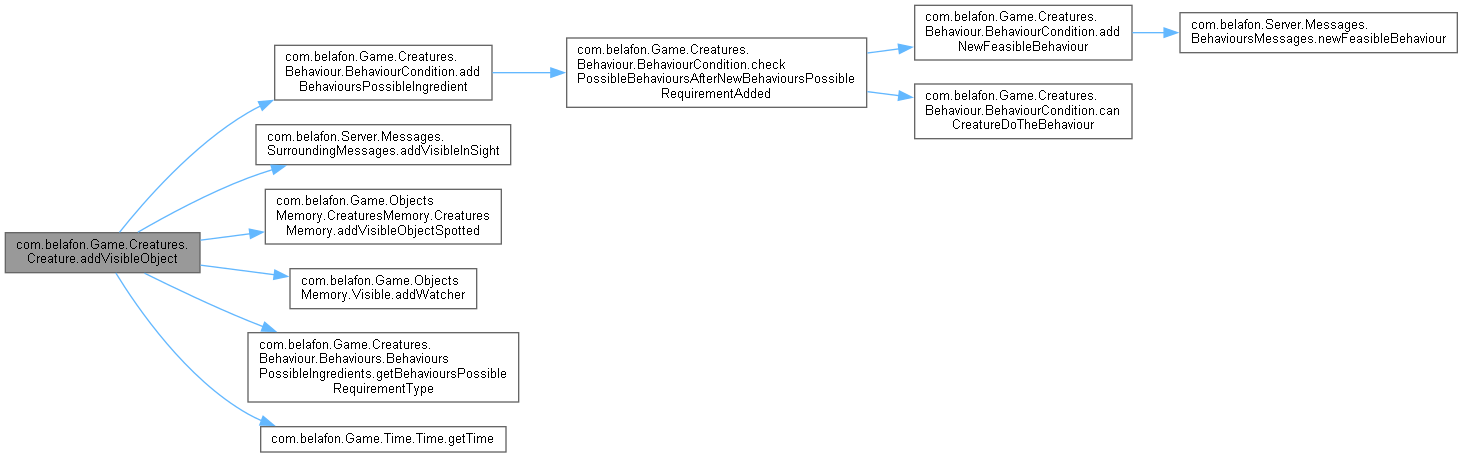 com.belafon.Game.Creatures.
Creature.addVisibleObject
com.belafon.Game.Creatures.
Behaviour.BehaviourCondition.add
BehavioursPossibleIngredient
com.belafon.Game.Creatures.
Behaviour.BehaviourCondition.check
PossibleBehavioursAfterNewBehavioursPossible
RequirementAdded
com.belafon.Game.Creatures.
Behaviour.BehaviourCondition.add
NewFeasibleBehaviour
com.belafon.Server.Messages.
BehavioursMessages.newFeasibleBehaviour
com.belafon.Game.Creatures.
Behaviour.BehaviourCondition.can
CreatureDoTheBehaviour
com.belafon.Server.Messages.
SurroundingMessages.addVisibleInSight
com.belafon.Game.Objects
Memory.CreaturesMemory.Creatures
Memory.addVisibleObjectSpotted
com.belafon.Game.Objects
Memory.Visible.addWatcher
com.belafon.Game.Creatures.
Behaviour.Behaviours.Behaviours
PossibleIngredients.getBehavioursPossible
RequirementType
com.belafon.Game.Time.Time.getTime